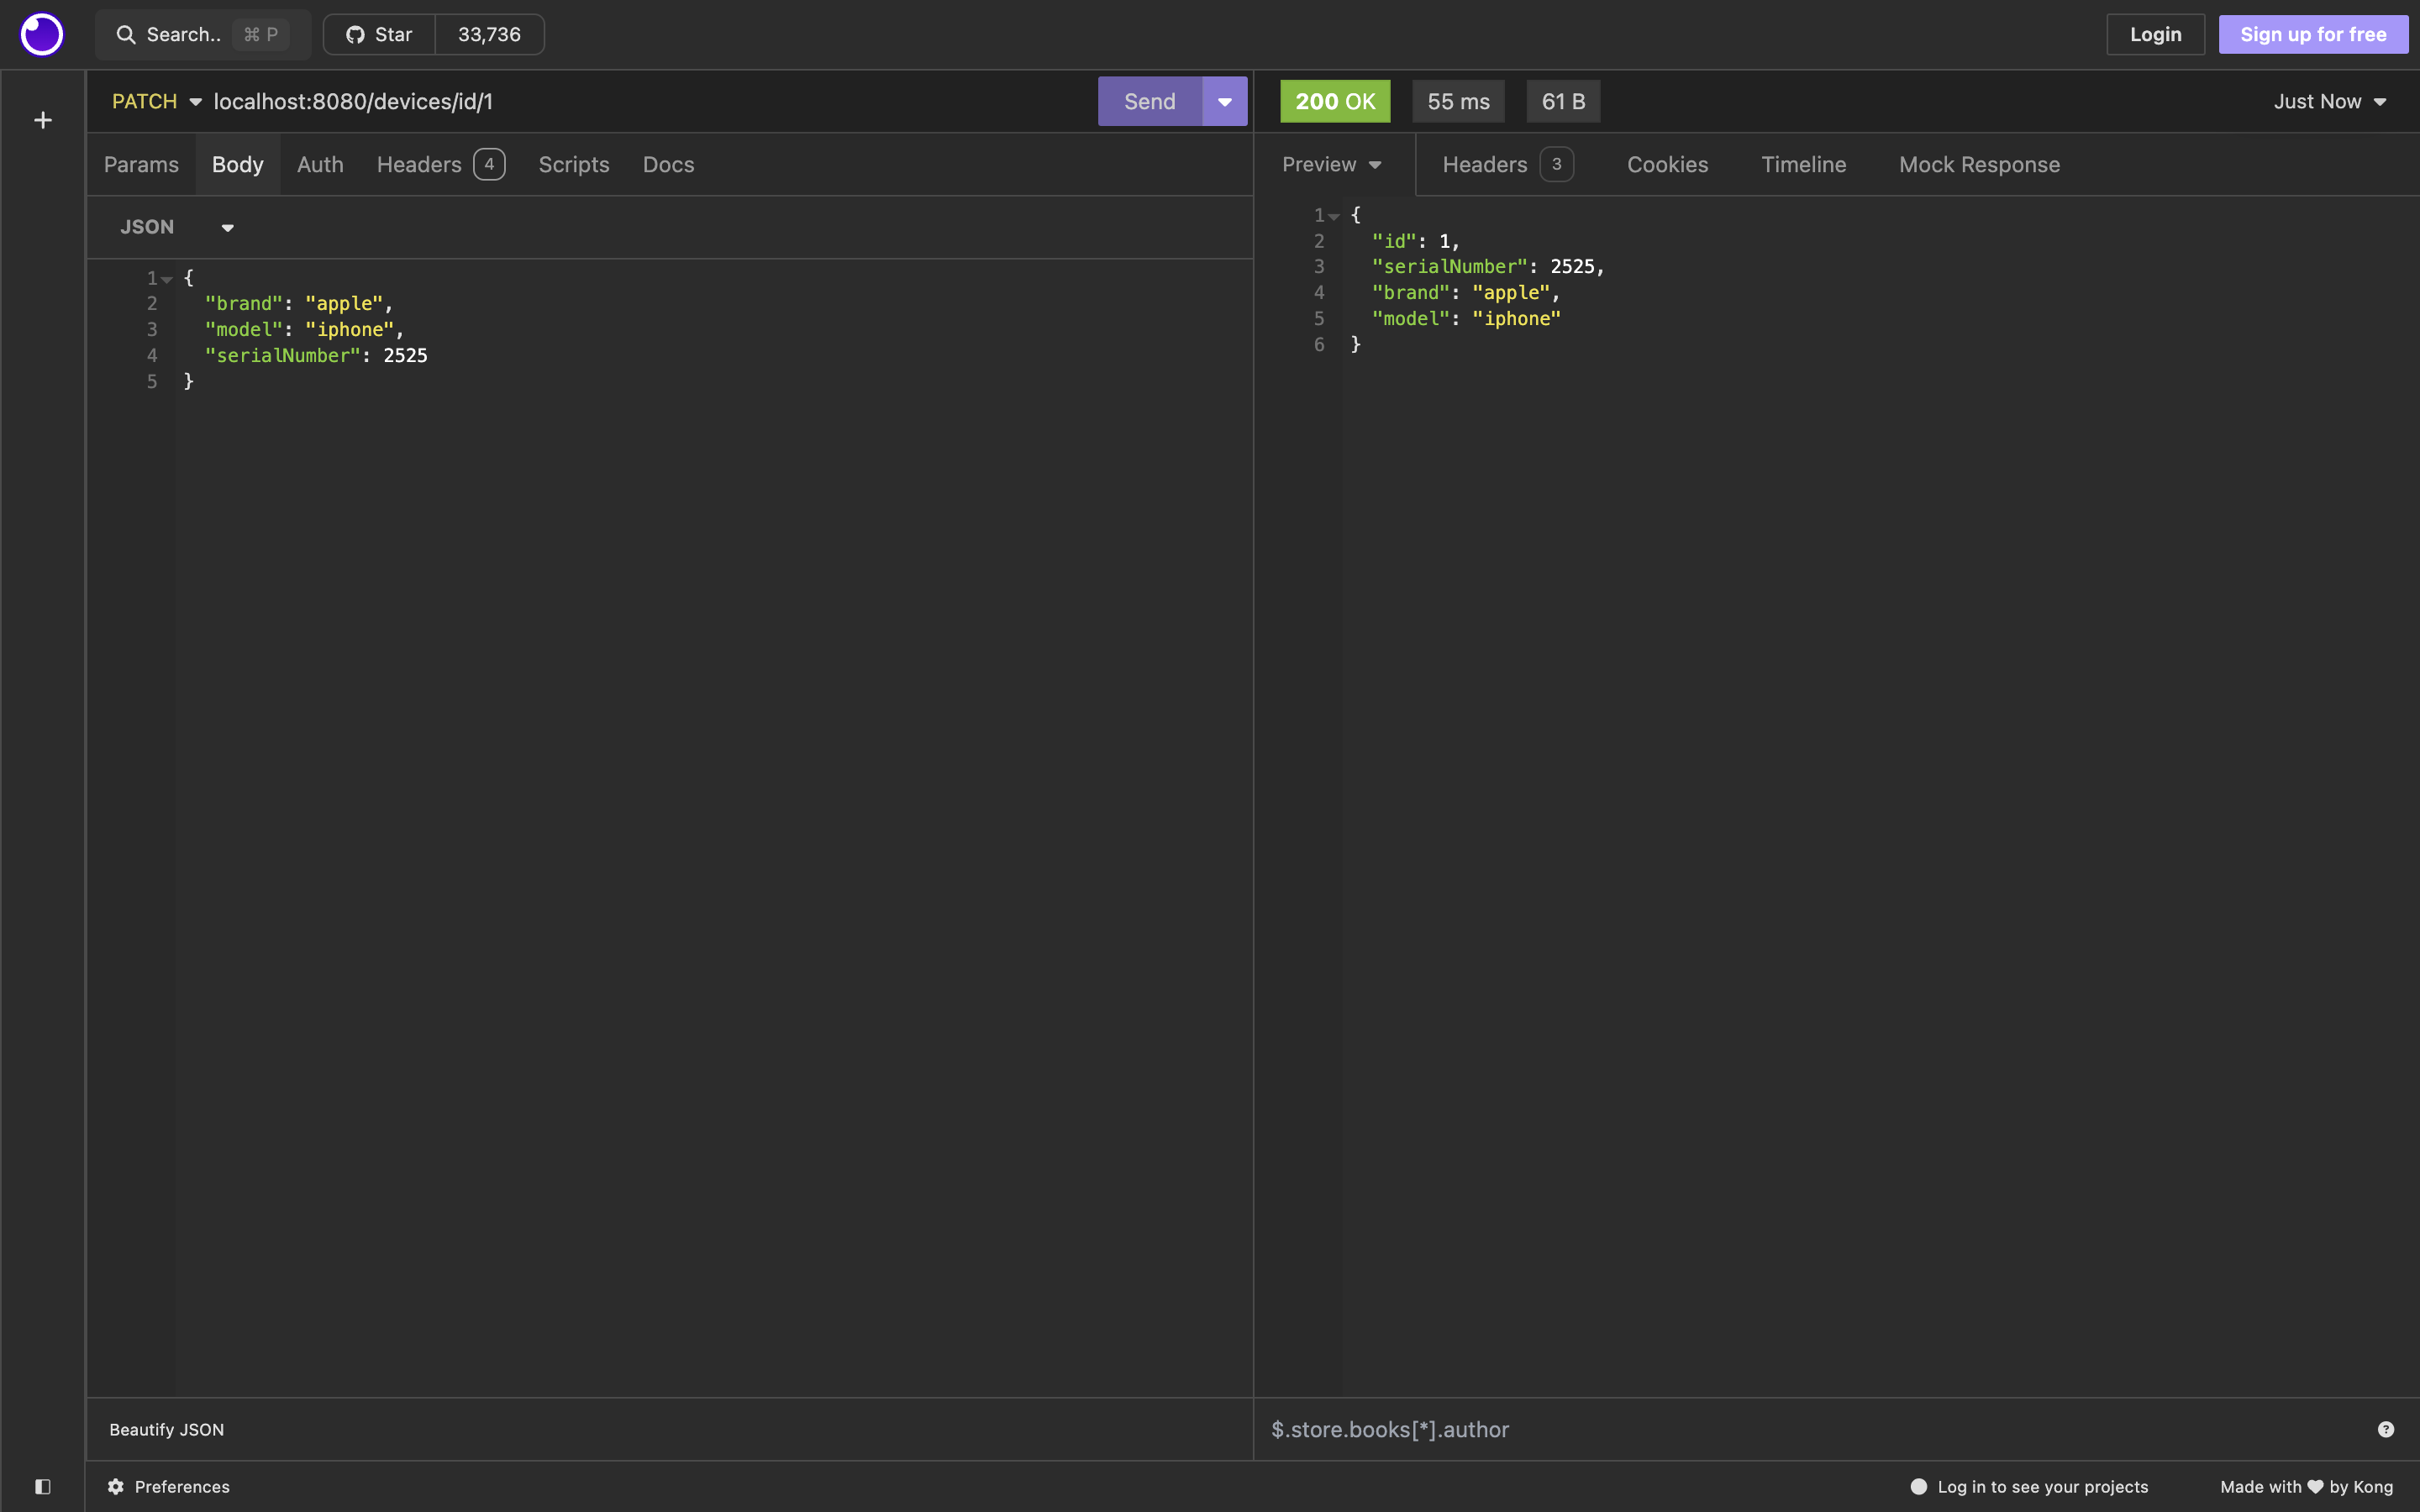 Search.. ⌘ P
Star 33,736
Login
Sign up for free
PATCH localhost:8080/devices/id/1
Send
200 OK 55 ms 61 B
Just Now
Params Body Auth Headers 4 Scripts Docs
JSON
1 {
2 "brand": "apple",
3 "model": "iphone",
4 "serialNumber": 2525
5 }
Preview Headers 3 Cookies Timeline Mock Response
1 {
2 "id": 1,
3 "serialNumber": 2525,
4 "brand": "apple",
5 "model": "iphone"
6 }
Beautify JSON
$.store.books[*].author
?
Preferences
Log in to see your projects
Made with ❤ by Kong